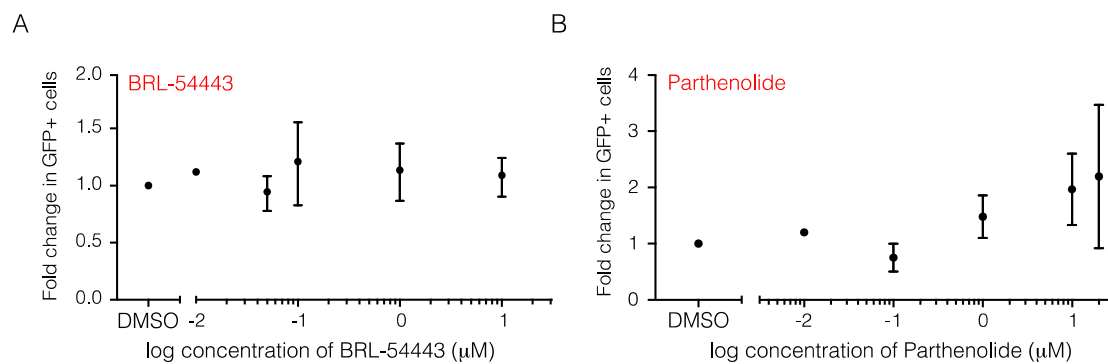 A
Fold change in GFP+ cells
BRL-54443
2.0
1.5
1.0
0.5
0.0
DMSO -2 -1 0 1
log concentration of BRL-54443 (μM)
B
Fold change in GFP+ cells
Parthenolide
4
3
2
1
0
DMSO -2 -1 0 1
log concentration of Parthenolide (μM)